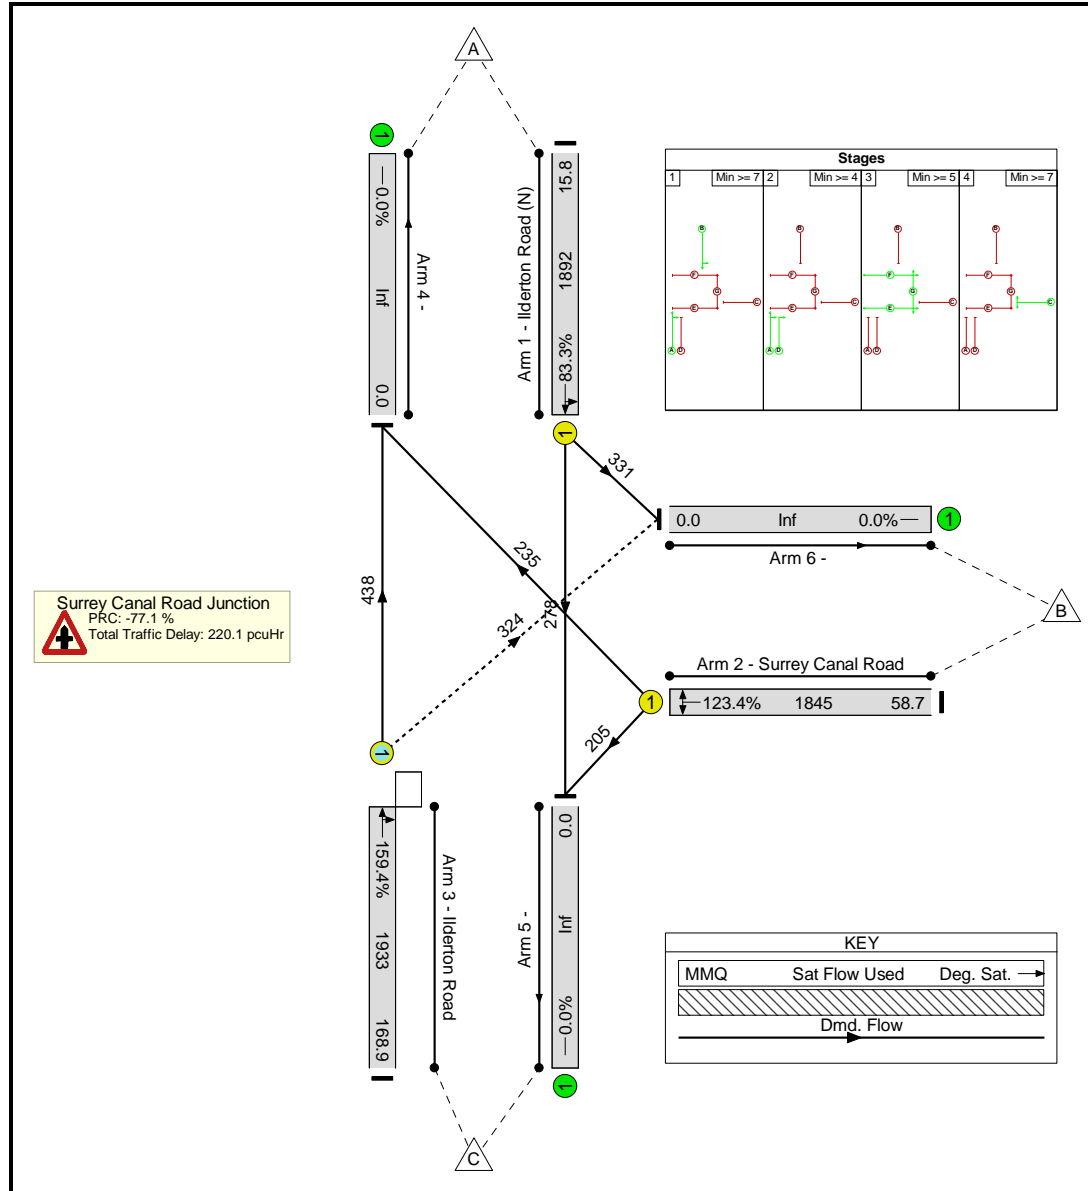 A
1
0.0%
Inf
0.0
Arm 4 -
Arm 1 - Ilderton Road (N)
15.8
1892
83.3%
1
Stages
1
Min >= 7
2
Min >= 4
3
Min >= 5
4
Min >= 7
B
F
G
E
C
A
D
B
F
G
E
C
A
D
B
F
G
E
C
A
D
B
F
G
E
C
A
D
331
0.0
Inf
0.0%
1
Arm 6 -
235
438
324
278
B
Surrey Canal Road Junction
PRC: -77.1 %
Total Traffic Delay: 220.1 pcuHr
Arm 2 - Surrey Canal Road
1
123.4%
1845
58.7
205
1
159.4%
1933
168.9
Arm 3 - Ilderton Road
Arm 5 -
0.0
Inf
0.0%
1
KEY
MMQ
Sat Flow Used
Deg. Sat.
Dmd. Flow
C